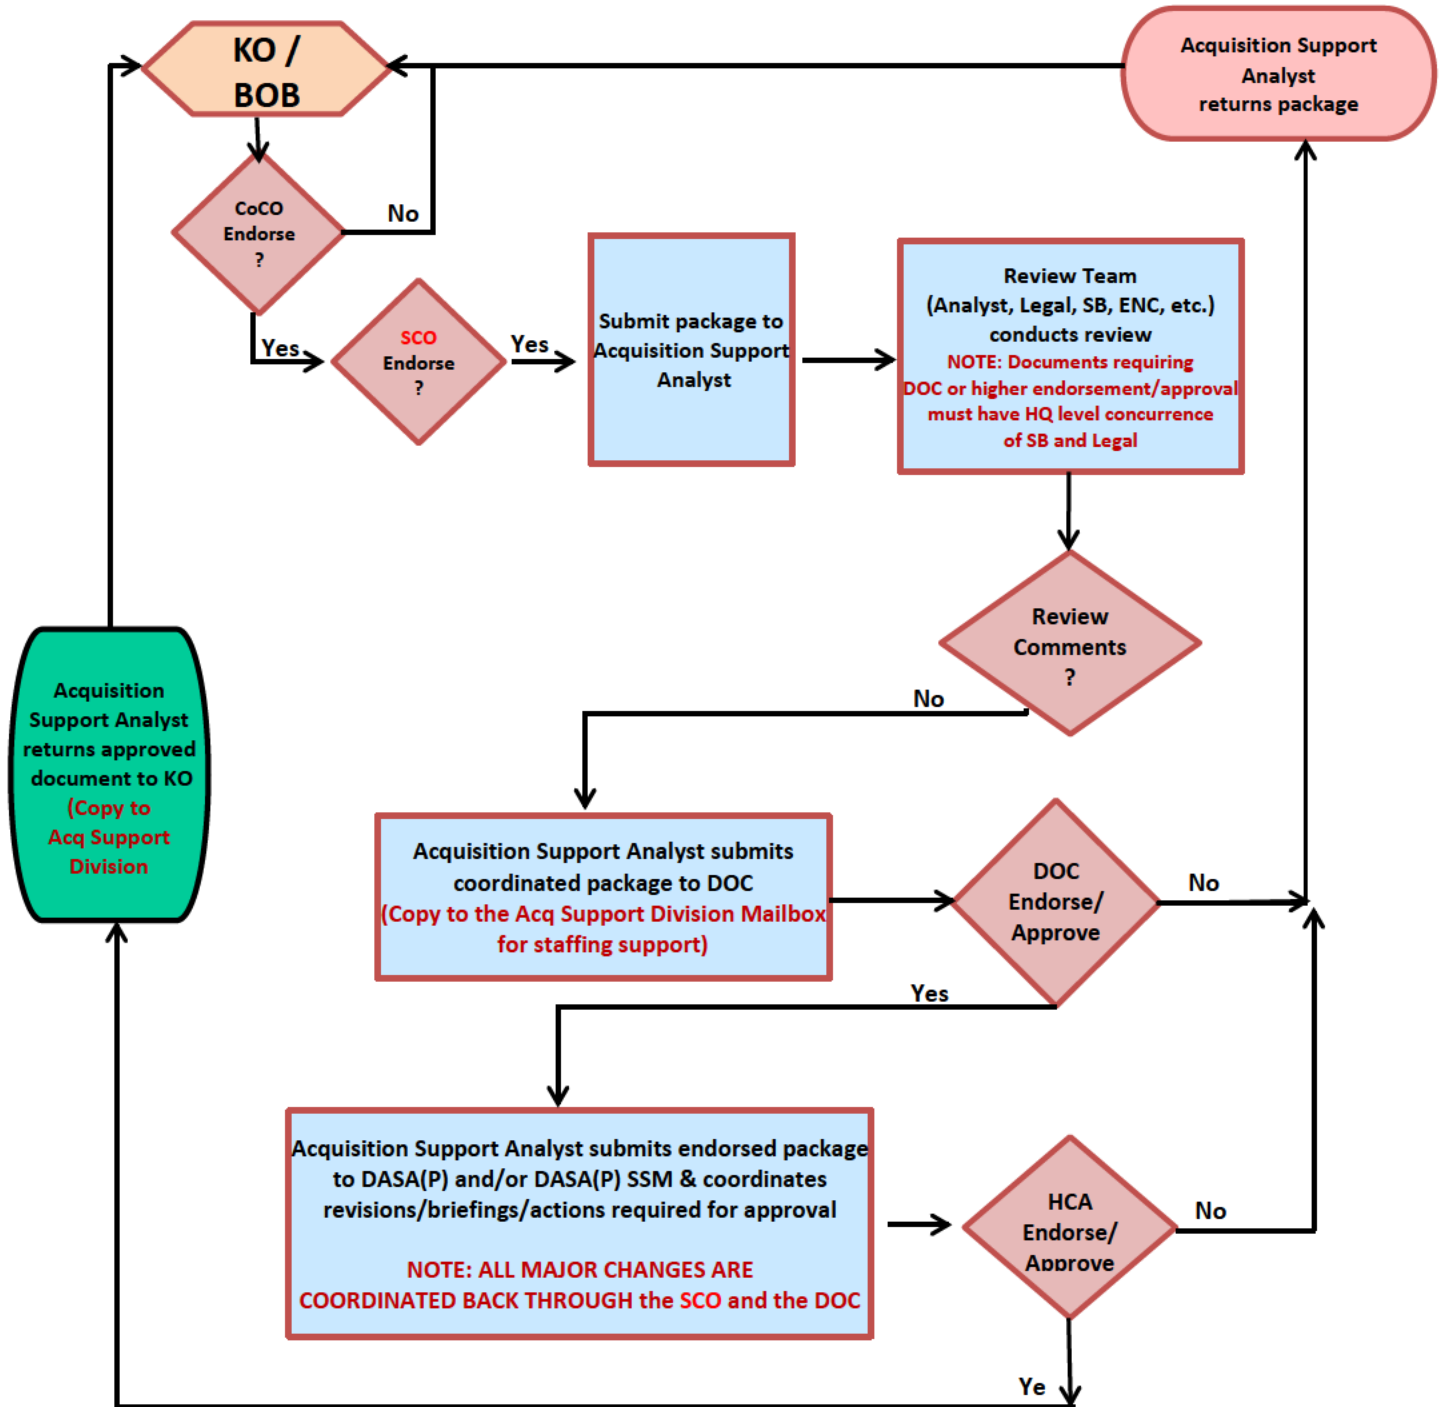 KO /
BOB
Acquisition Support
Analyst
returns package
CoCO
Endorse
?
No
Yes
SCO
Endorse
?
Yes
Submit package to
Acquisition Support
Analyst
Review Team
(Analyst, Legal, SB, ENC, etc.)
conducts review
NOTE: Documents requiring
DOC or higher endorsement/approval
must have HQ level concurrence
of SB and Legal
Review
Comments
?
No
Acquisition
Support Analyst
returns approved
document to KO
(Copy to
Acq Support
Division
Acquisition Support Analyst submits
coordinated package to DOC
(Copy to the Acq Support Division Mailbox
for staffing support)
DOC
Endorse/
Approve
No
Yes
Acquisition Support Analyst submits endorsed package
to DASA(P) and/or DASA(P) SSM & coordinates
revisions/briefings/actions required for approval
NOTE: ALL MAJOR CHANGES ARE
COORDINATED BACK THROUGH the SCO and the DOC
HCA
Endorse/
Approve
No
Ye